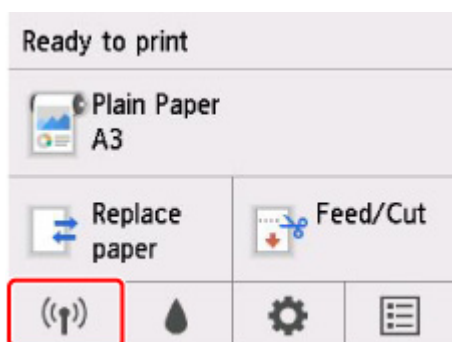 Ready to print
Plain Paper
A3
Replace
paper
Feed/Cut